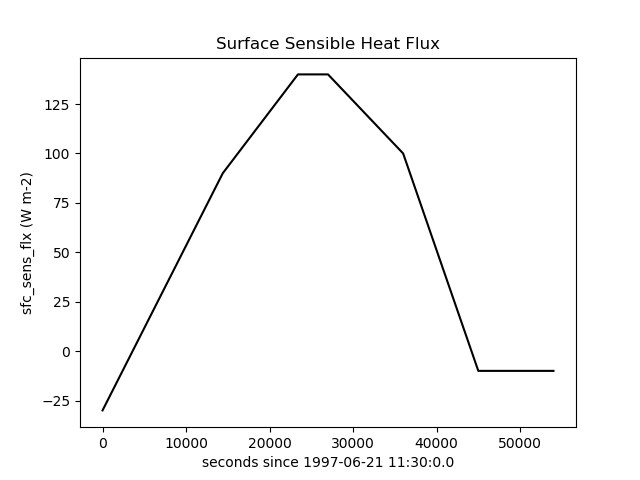 Surface Sensible Heat Flux
125
100
75
50
25
0
−25
sfc_sens_flx (W m-2)
0 10000 20000 30000 40000 50000
seconds since 1997-06-21 11:30:0.0